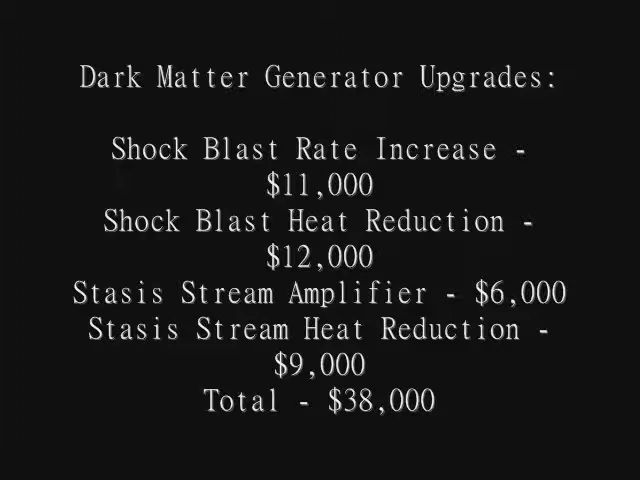 Dark Matter Generator Upgrades:
Shock Blast Rate Increase -
$11,000
Shock Blast Heat Reduction -
$12,000
Stasis Stream Amplifier - $6,000
Stasis Stream Heat Reduction -
$9,000
Total - $38,000